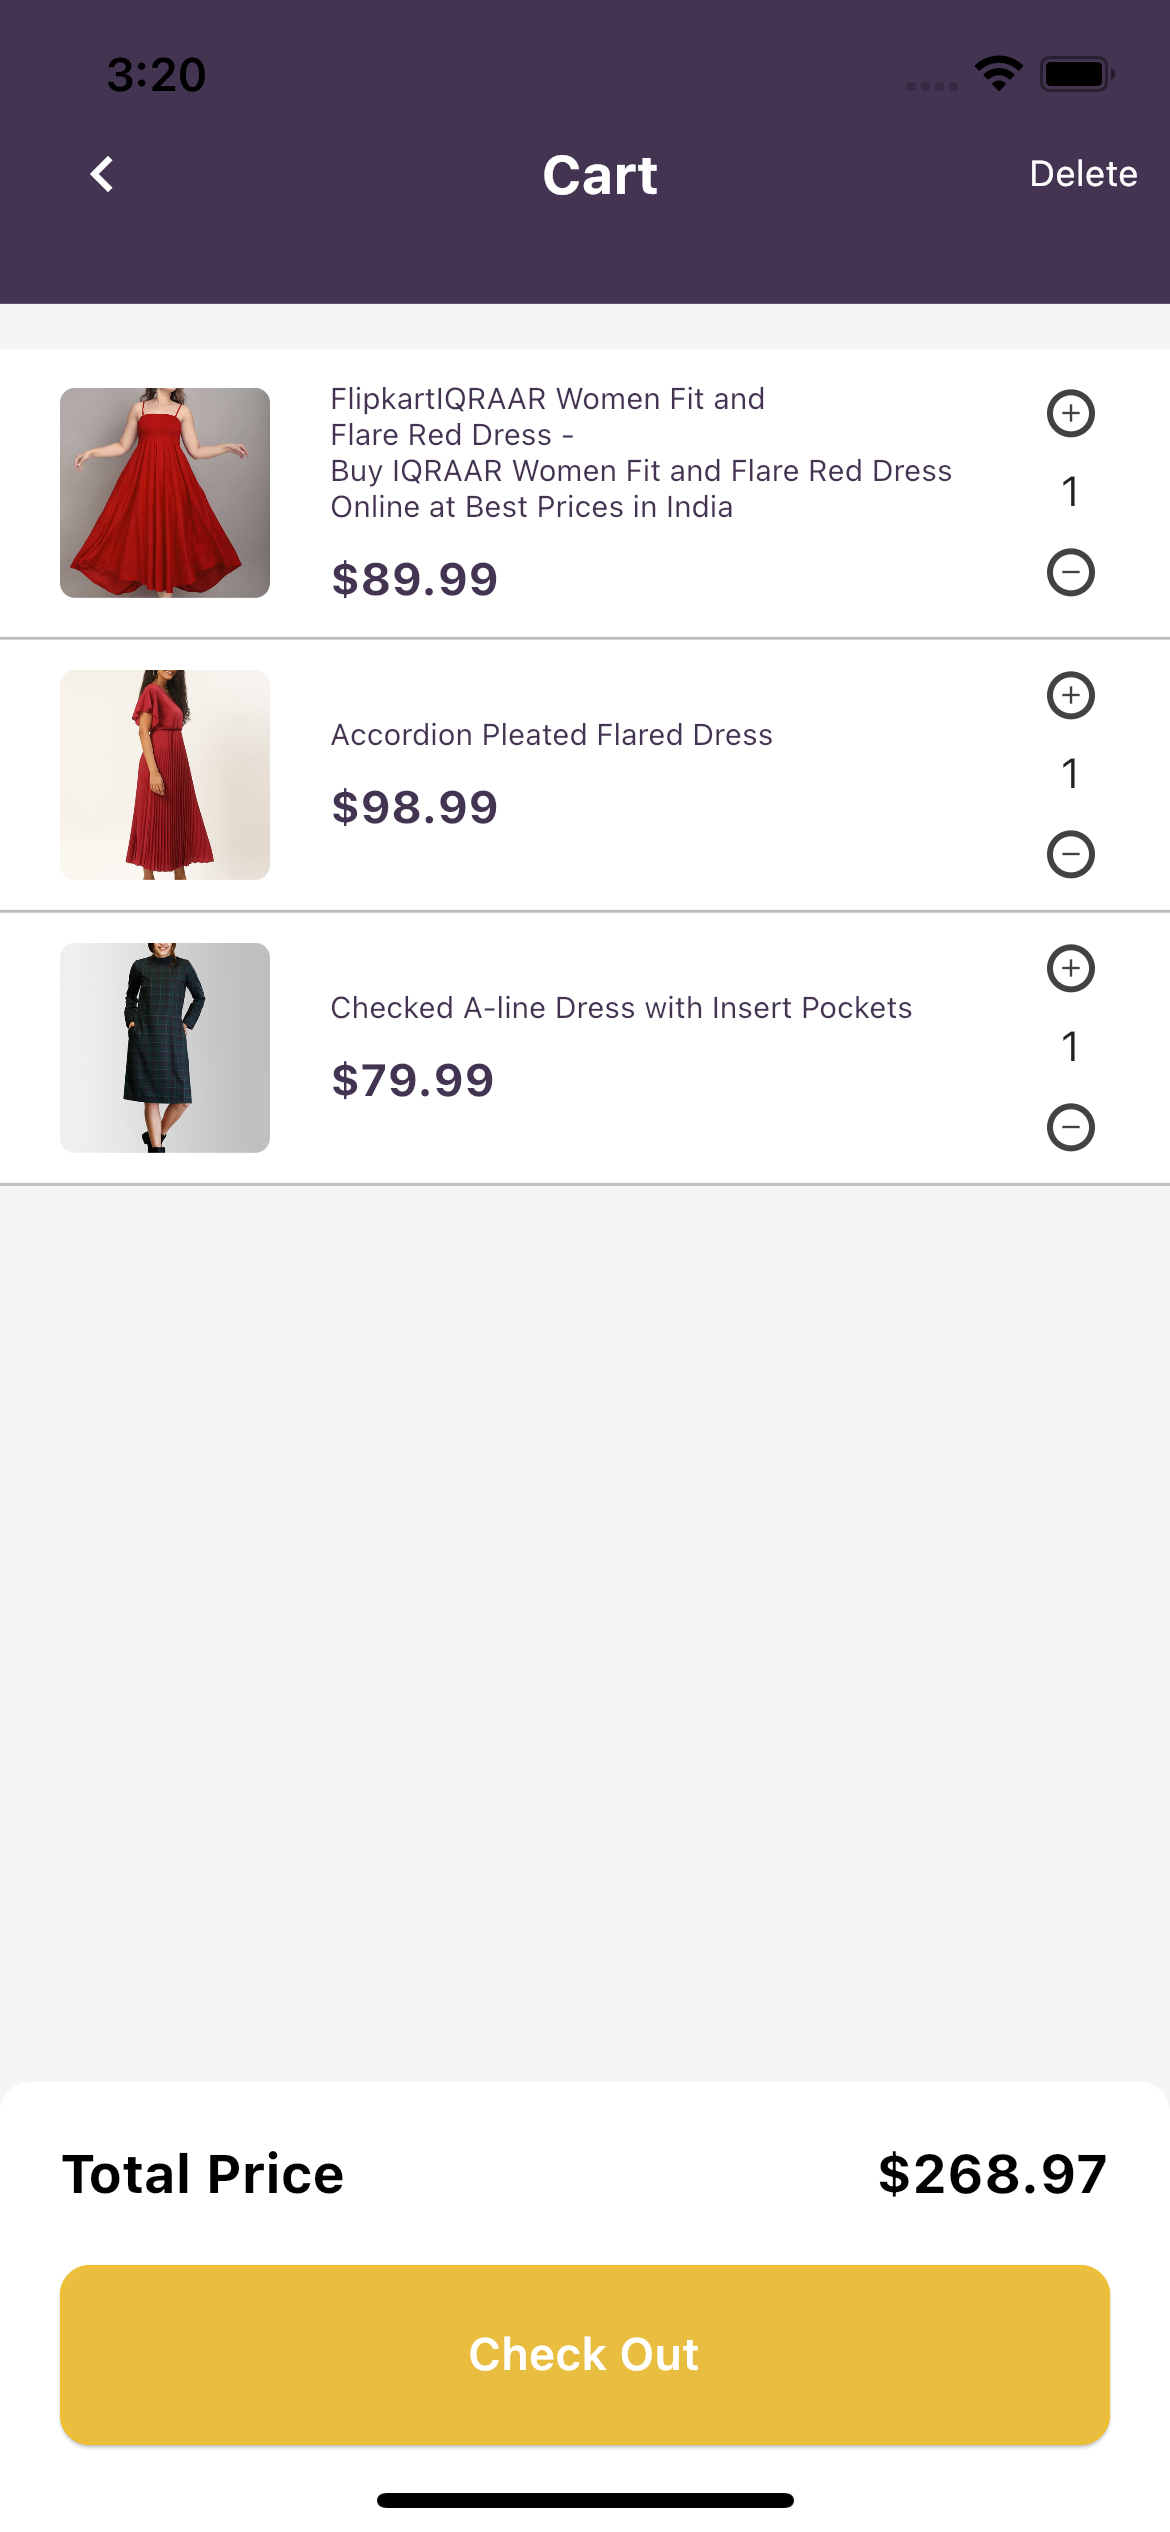 3:20
Cart
Delete
FlipkartIQRAAR Women Fit and
Flare Red Dress -
Buy IQRAAR Women Fit and Flare Red Dress
Online at Best Prices in India
$89.99
1
Accordion Pleated Flared Dress
$98.99
1
Checked A-line Dress with Insert Pockets
$79.99
1
Total Price
$268.97
Check Out